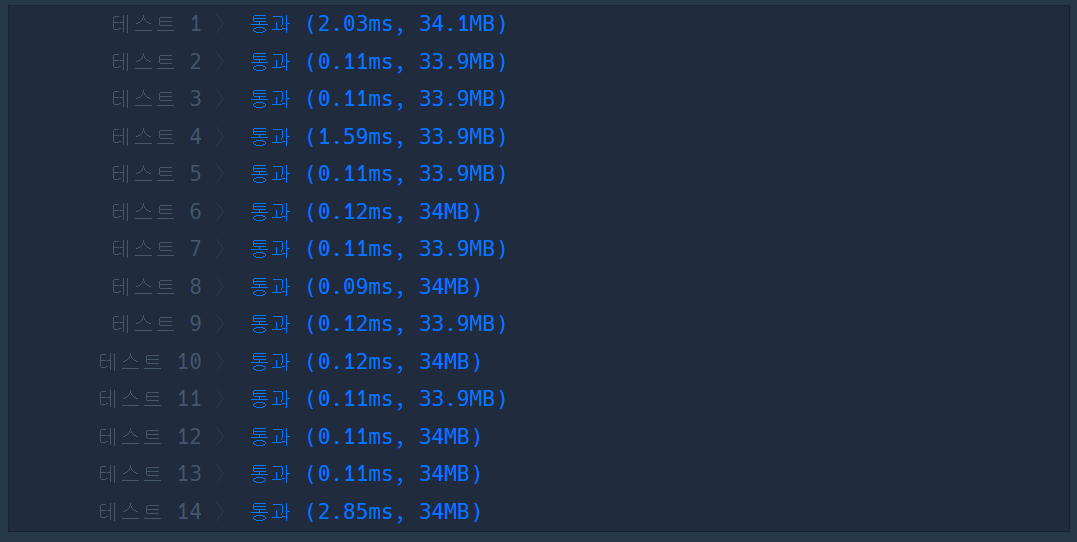 테스트 1 〉 통과 (2.03ms, 34.1MB)
테스트 2 〉 통과 (0.11ms, 33.9MB)
테스트 3 〉 통과 (0.11ms, 33.9MB)
테스트 4 〉 통과 (1.59ms, 33.9MB)
테스트 5 〉 통과 (0.11ms, 33.9MB)
테스트 6 〉 통과 (0.12ms, 34MB)
테스트 7 〉 통과 (0.11ms, 33.9MB)
테스트 8 〉 통과 (0.09ms, 34MB)
테스트 9 〉 통과 (0.12ms, 33.9MB)
테스트 10 〉 통과 (0.12ms, 34MB)
테스트 11 〉 통과 (0.11ms, 33.9MB)
테스트 12 〉 통과 (0.11ms, 34MB)
테스트 13 〉 통과 (0.11ms, 34MB)
테스트 14 〉 통과 (2.85ms, 34MB)